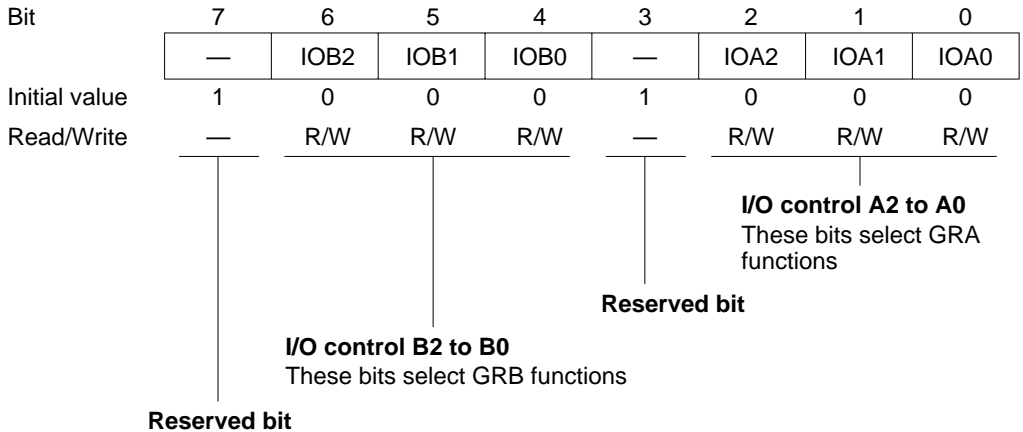 Bit 7 6 5 4 3 2 1 0
— IOB2 IOB1 IOB0 — IOA2 IOA1 IOA0
Initial value 1 0 0 0 1 0 0 0
Read/Write — R/W R/W R/W — R/W R/W R/W
I/O control A2 to A0
These bits select GRA
functions
Reserved bit
I/O control B2 to B0
These bits select GRB functions
Reserved bit